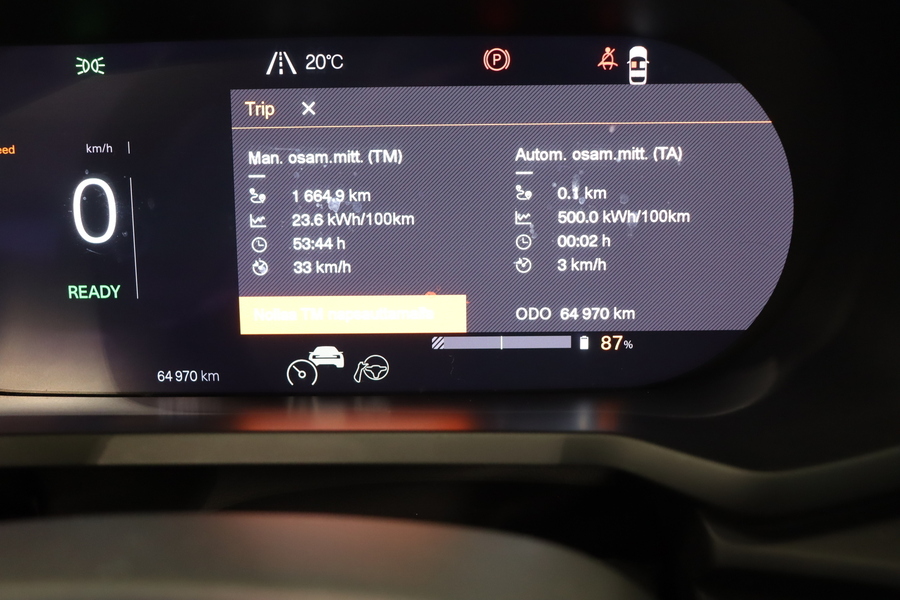 20°C
P
Trip ✕
eed
km/h
0
READY
Man. osam.mitt. (TM)
1 664.9 km
23.6 kWh/100km
53:44 h
33 km/h
Autom. osam.mitt. (TA)
0.1 km
500.0 kWh/100km
00:02 h
3 km/h
ODO 64 970 km
87%
64 970 km